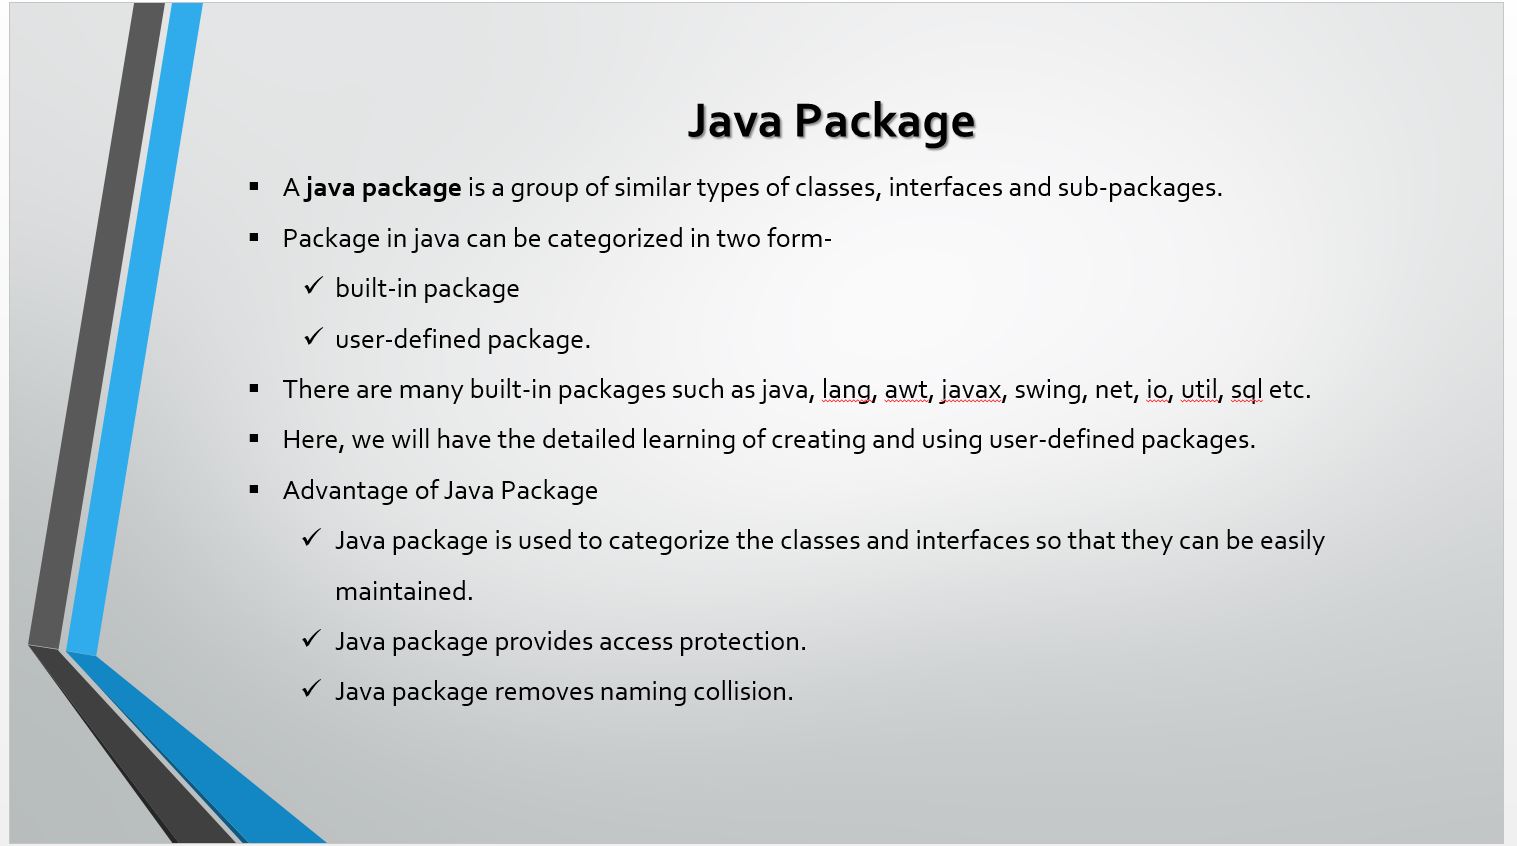 Java Package
▪ A java package is a group of similar types of classes, interfaces and sub-packages.
▪ Package in java can be categorized in two form-
✓ built-in package
✓ user-defined package.
▪ There are many built-in packages such as java, lang, awt, javax, swing, net, io, util, sql etc.
▪ Here, we will have the detailed learning of creating and using user-defined packages.
▪ Advantage of Java Package
✓ Java package is used to categorize the classes and interfaces so that they can be easily
maintained.
✓ Java package provides access protection.
✓ Java package removes naming collision.